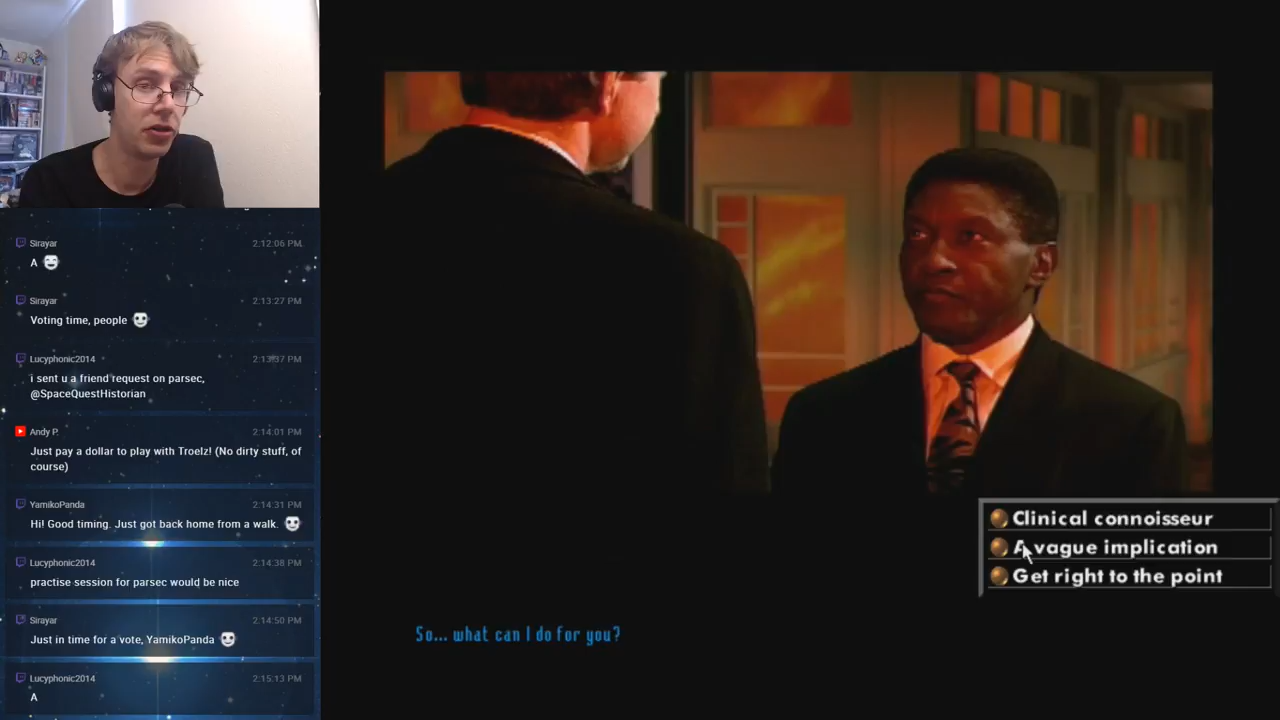 Sirayar 2:12:06 PM
A
Sirayar 2:13:27 PM
Voting time, people
Lucyphonic2014 2:13:37 PM
i sent u a friend request on parsec,
@SpaceQuestHistorian
Andy P. 2:14:01 PM
Just pay a dollar to play with Troelz! (No dirty stuff, of
course)
YamikoPanda 2:14:31 PM
Hi! Good timing. Just got back home from a walk.
Lucyphonic2014 2:14:38 PM
practise session for parsec would be nice
Sirayar 2:14:50 PM
Just in time for a vote, YamikoPanda
Lucyphonic2014 2:15:13 PM
A
Clinical connoisseur
A vague implication
Get right to the point
So... what can I do for you?